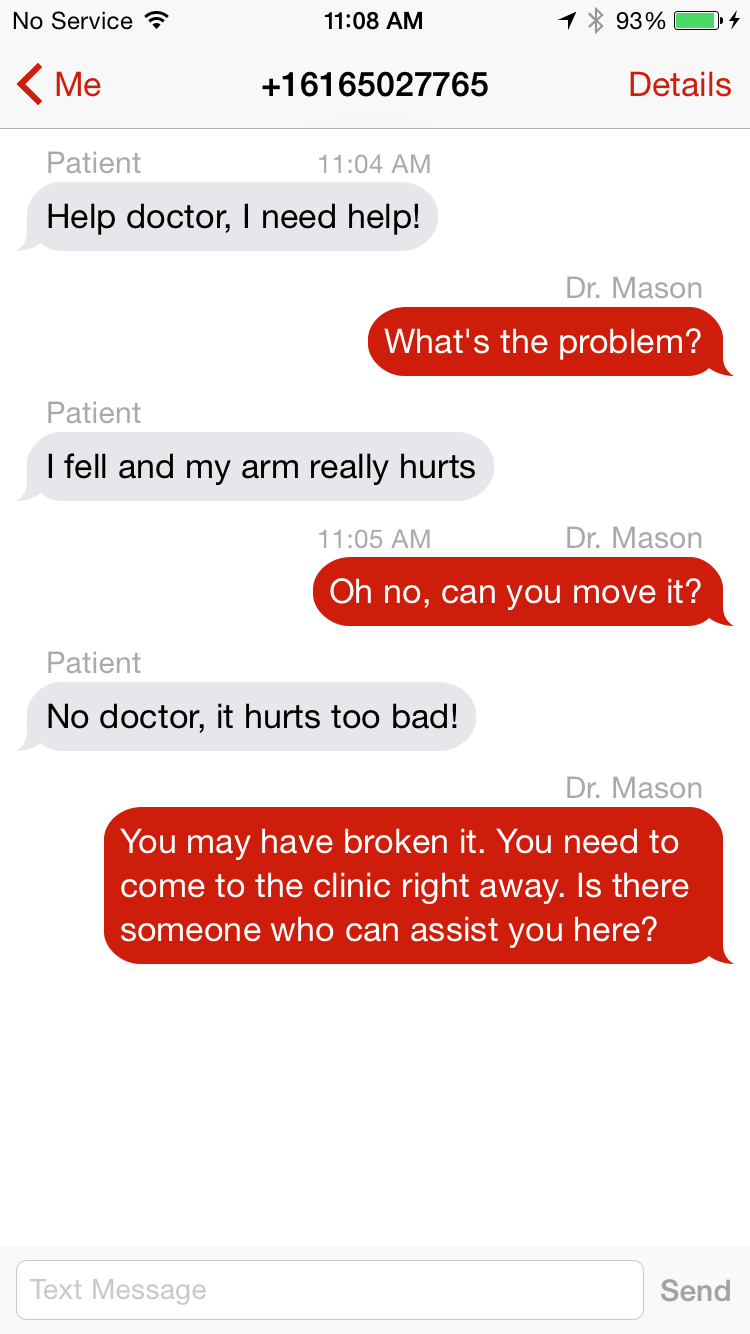 No Service 11:08 AM 93%
Me +16165027765 Details
Patient 11:04 AM
Help doctor, I need help!
Dr. Mason
What's the problem?
Patient
I fell and my arm really hurts
11:05 AM Dr. Mason
Oh no, can you move it?
Patient
No doctor, it hurts too bad!
Dr. Mason
You may have broken it. You need to
come to the clinic right away. Is there
someone who can assist you here?
Text Message Send